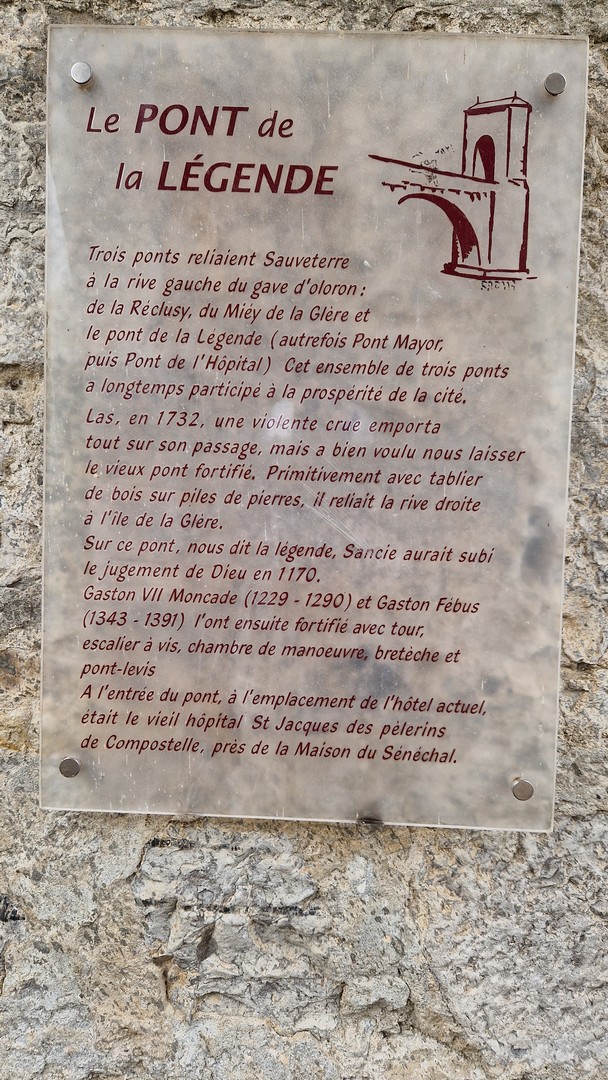 Le PONT de
la LÉGENDE
Trois ponts reliaient Sauveterre
à la rive gauche du gave d'oloron :
de la Réclusy, du Miéy de la Glère et
le pont de la Légende (autrefois Pont Mayor,
puis Pont de l'Hôpital) Cet ensemble de trois ponts
a longtemps participé à la prospérité de la cité.
Las, en 1732, une violente crue emporta
tout sur son passage, mais a bien voulu nous laisser
le vieux pont fortifié. Primitivement avec tablier
de bois sur piles de pierres, il reliait la rive droite
à l'île de la Glère.
Sur ce pont, nous dit la légende, Sancie aurait subi
le jugement de Dieu en 1170.
Gaston VII Moncade (1229 - 1290) et Gaston Fébus
(1343 - 1391) l'ont ensuite fortifié avec tour,
escalier à vis, chambre de manoeuvre, bretèche et
pont-levis
A l'entrée du pont, à l'emplacement de l'hôtel actuel,
était le vieil hôpital St Jacques des pèlerins
de Compostelle, près de la Maison du Sénéchal.